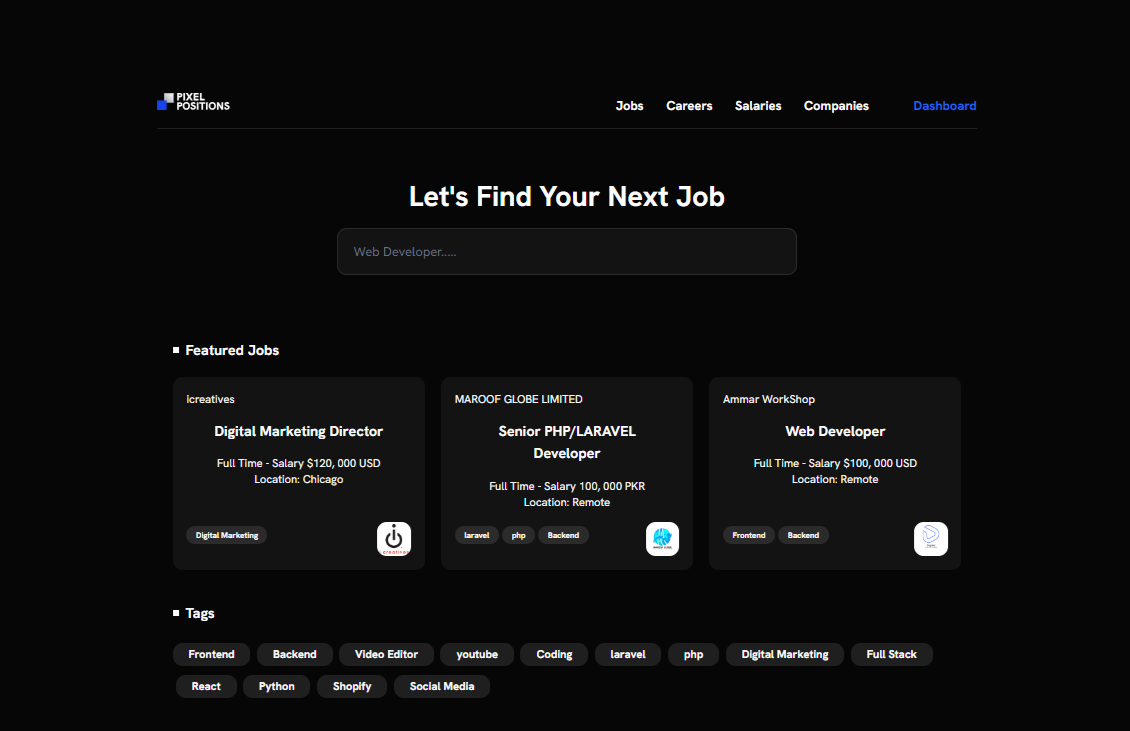 PIXEL
POSITIONS
Jobs Careers Salaries Companies Dashboard
Let's Find Your Next Job
Web Developer.....
Featured Jobs
icreatives
Digital Marketing Director
Full Time - Salary $120, 000 USD
Location: Chicago
Digital Marketing
icreatives
MAROOF GLOBE LIMITED
Senior PHP/LARAVEL
Developer
Full Time - Salary 100, 000 PKR
Location: Remote
laravel php Backend
Ammar WorkShop
Web Developer
Full Time - Salary $100, 000 USD
Location: Remote
Frontend Backend
Tags
Frontend Backend Video Editor youtube Coding laravel php Digital Marketing Full Stack
React Python Shopify Social Media